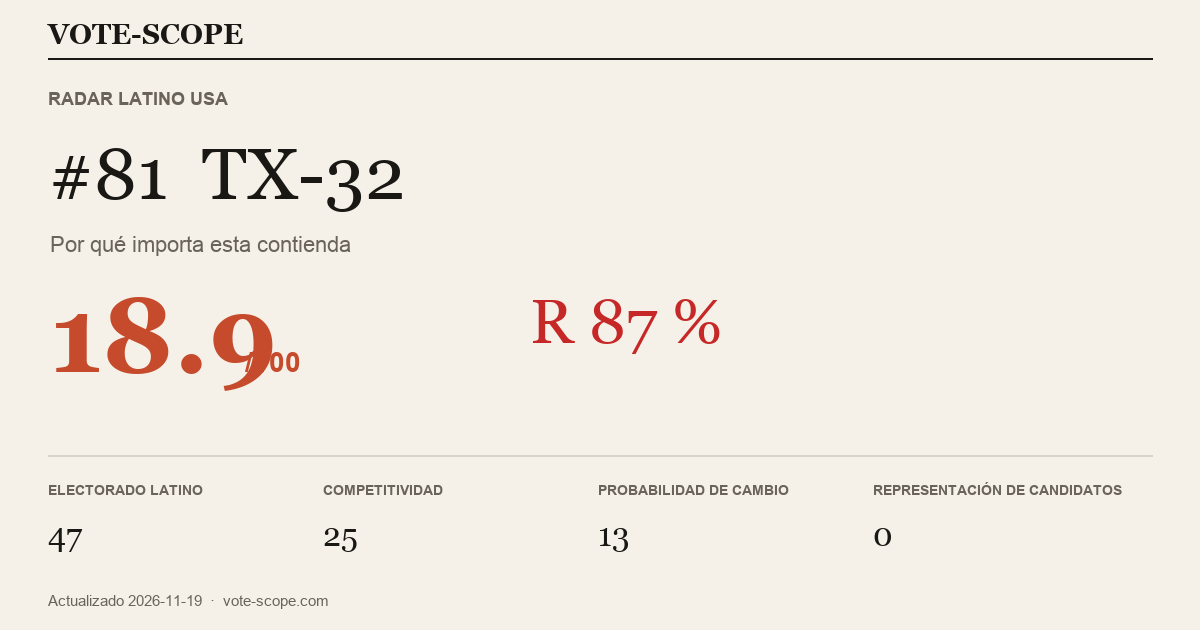 VOTE-SCOPE
RADAR LATINO USA
#81 TX-32
Por qué importa esta contienda
18.9
R 87 %
ELECTORADO LATINO
COMPETITIVIDAD
PROBABILIDAD DE CAMBIO
REPRESENTACIÓN DE CANDIDATOS
47
25
13
0
Actualizado 2026-11-19 · vote-scope.com